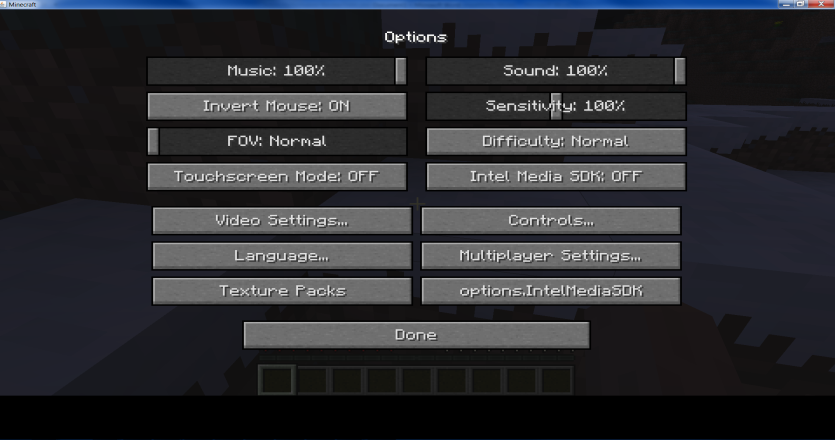 Minecraft
Options
Music: 100%
Sound: 100%
Invert Mouse: ON
Sensitivity: 100%
FOV: Normal
Difficulty: Normal
Touchscreen Mode: OFF
Intel Media SDK: OFF
Video Settings...
Controls...
Language...
Multiplayer Settings...
Texture Packs
options.IntelMediaSDK
Done